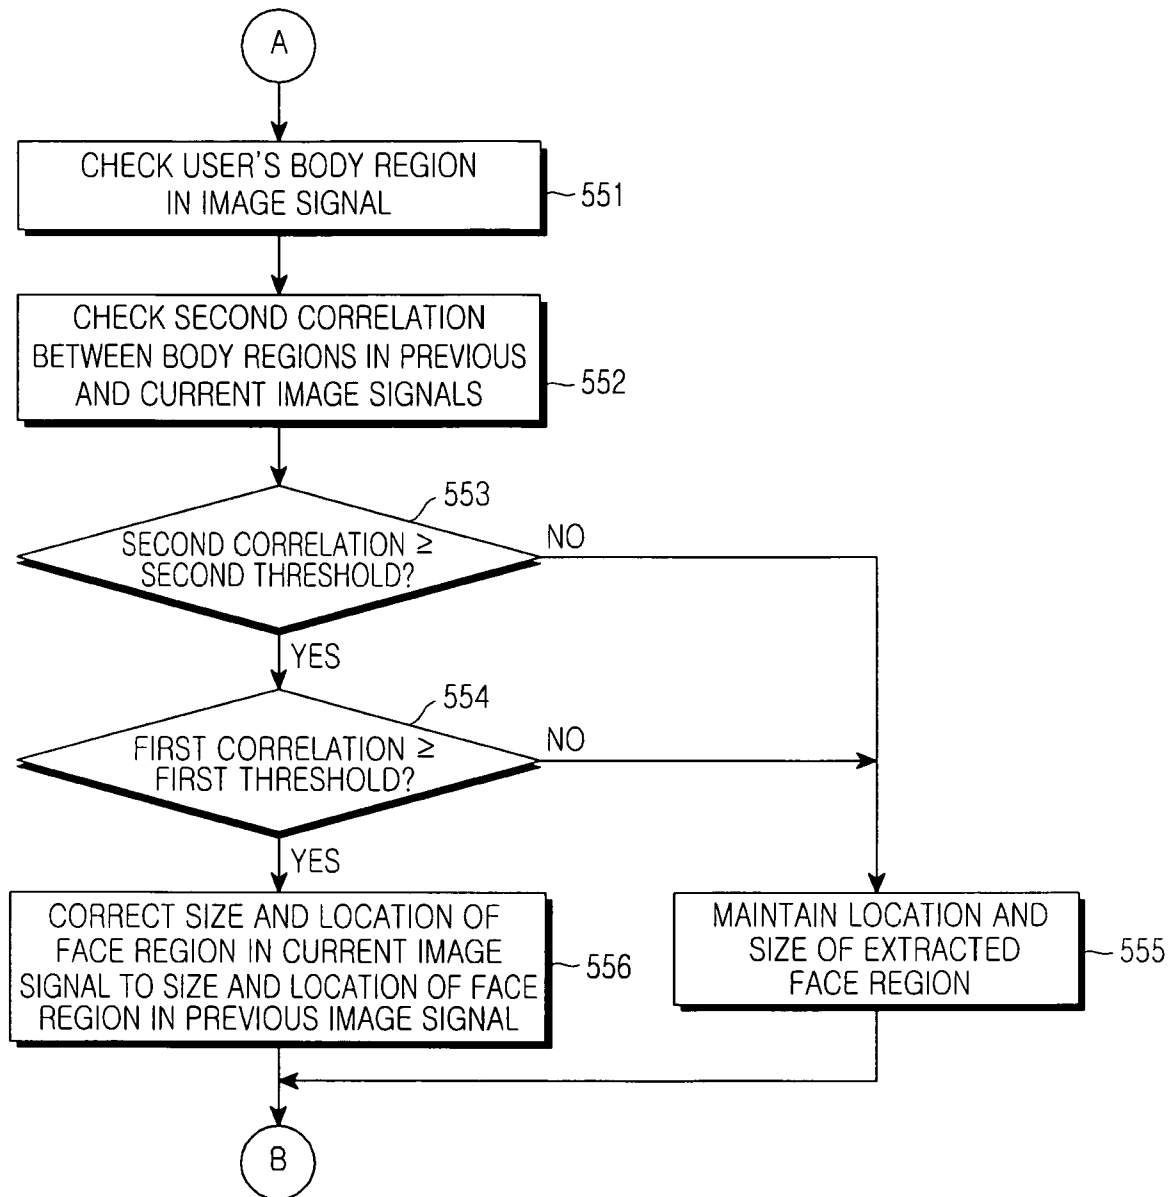 A
CHECK USER'S BODY REGION
IN IMAGE SIGNAL
551
CHECK SECOND CORRELATION
BETWEEN BODY REGIONS IN PREVIOUS
AND CURRENT IMAGE SIGNALS
552
553
SECOND CORRELATION ≥
SECOND THRESHOLD?
NO
YES
554
FIRST CORRELATION ≥
FIRST THRESHOLD?
NO
YES
CORRECT SIZE AND LOCATION OF
FACE REGION IN CURRENT IMAGE
SIGNAL TO SIZE AND LOCATION OF FACE
REGION IN PREVIOUS IMAGE SIGNAL
556
MAINTAIN LOCATION AND
SIZE OF EXTRACTED
FACE REGION
555
B